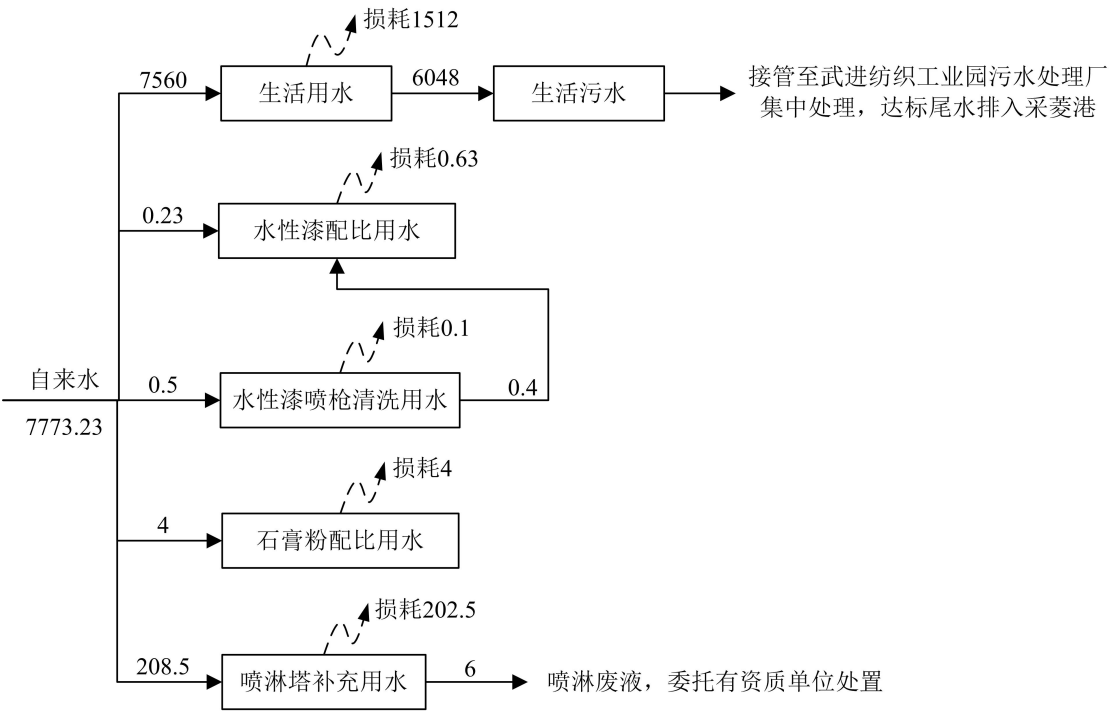 损耗1512
7560
生活用水
6048
生活污水
接管至武进纺织工业园污水处理厂
集中处理，达标尾水排入采菱港
损耗0.63
0.23
水性漆配比用水
损耗0.1
自来水
7773.23
0.5
水性漆喷枪清洗用水
0.4
损耗4
4
石膏粉配比用水
损耗202.5
208.5
喷淋塔补充用水
6
喷淋废液，委托有资质单位处置